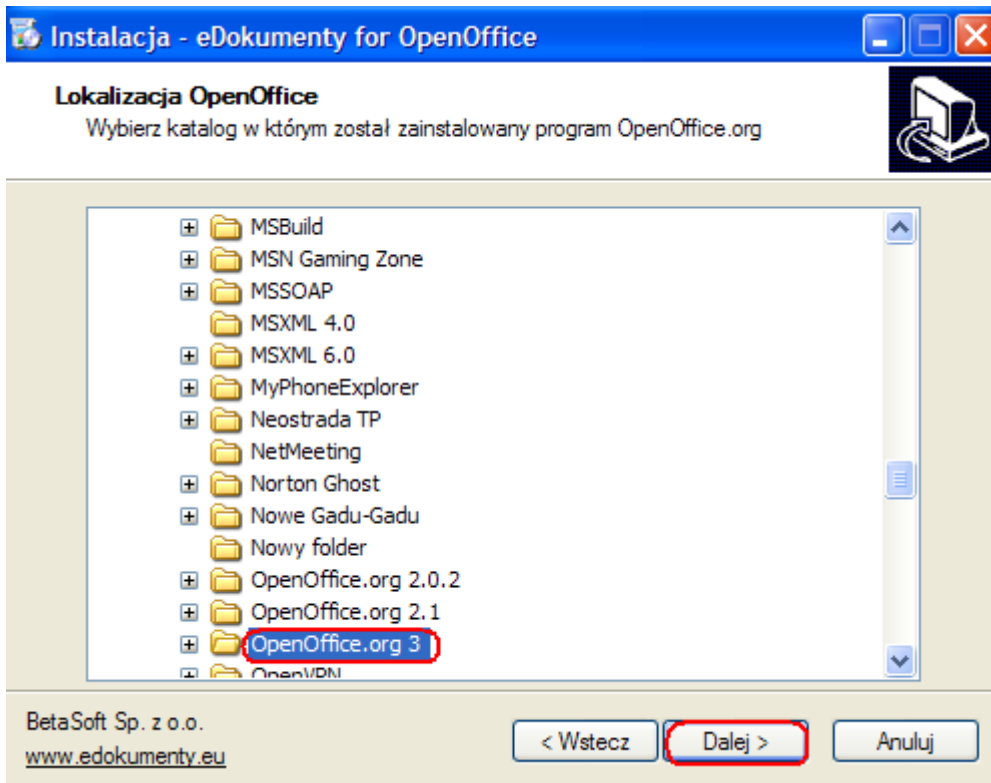 Instalacja - eDokumenty for OpenOffice
Lokalizacja OpenOffice
Wybierz katalog w którym został zainstalowany program OpenOffice.org
MSBuild
MSN Gaming Zone
MSSOAP
MSXML 4.0
MSXML 6.0
MyPhoneExplorer
Neostrada TP
NetMeeting
Norton Ghost
Nowe Gadu-Gadu
Nowy folder
OpenOffice.org 2.0.2
OpenOffice.org 2.1
OpenOffice.org 3
OpenVPN
BetaSoft Sp. z o.o.
www.edokumenty.eu
< Wstecz Dalej > Anuluj